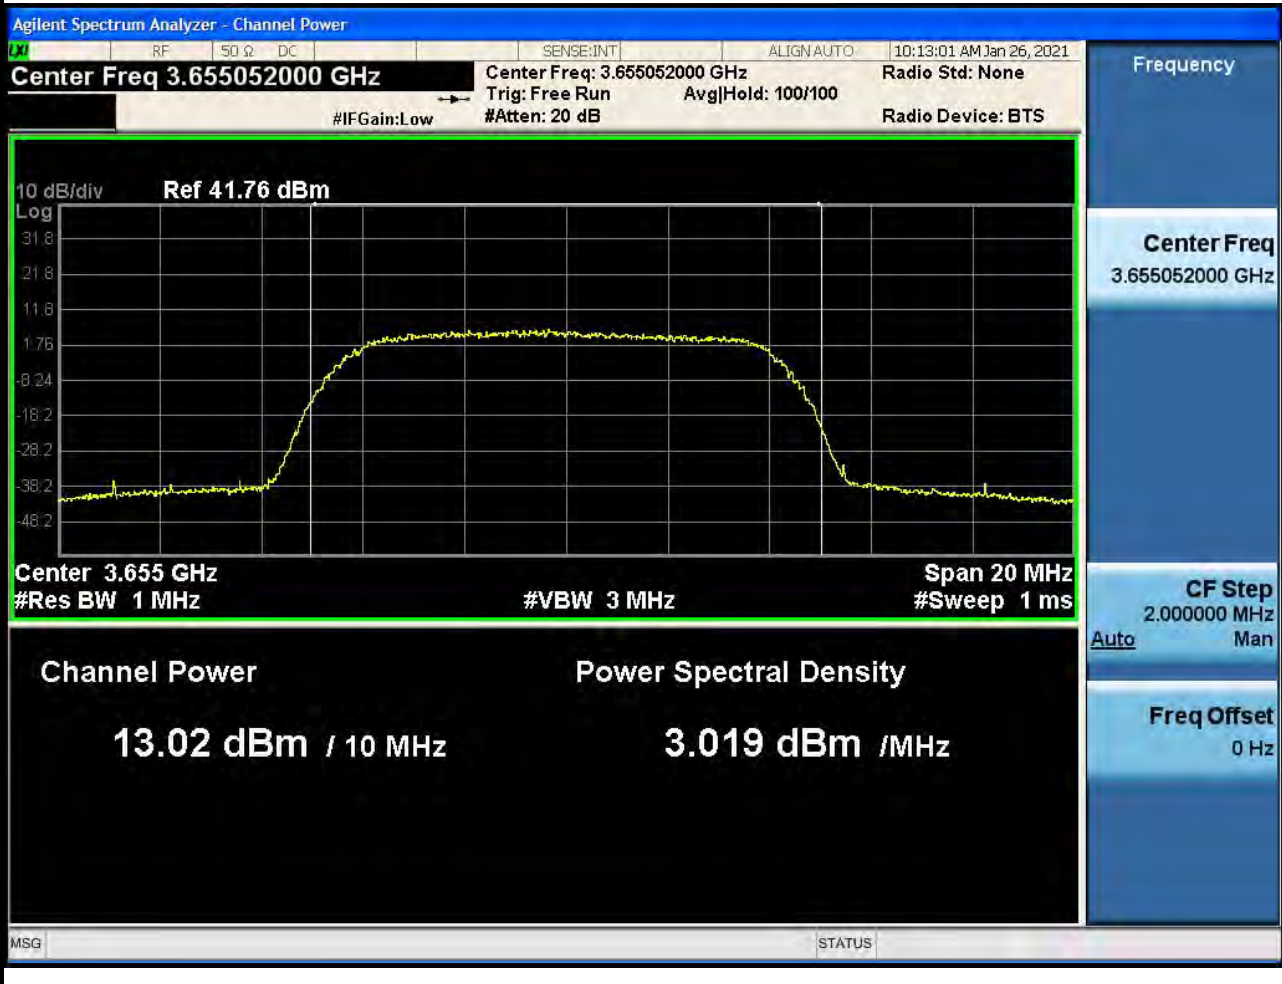 Agilent Spectrum Analyzer - Channel Power
LXI RF 50 Ω DC SENSE:INT ALIGN AUTO 10:13:01 AM Jan 26, 2021
Center Freq 3.655052000 GHz
Center Freq: 3.655052000 GHz Radio Std: None
Trig: Free Run Avg|Hold: 100/100
#IFGain:Low #Atten: 20 dB Radio Device: BTS
10 dB/div Ref 41.76 dBm
Log
31.8
21.8
11.8
1.76
-8.24
-18.2
-28.2
-38.2
-48.2
Center 3.655 GHz Span 20 MHz
#Res BW 1 MHz #VBW 3 MHz #Sweep 1 ms
Channel Power Power Spectral Density
13.02 dBm / 10 MHz 3.019 dBm /MHz
MSG STATUS
Frequency
Center Freq
3.655052000 GHz
CF Step
2.000000 MHz
Auto Man
Freq Offset
0 Hz